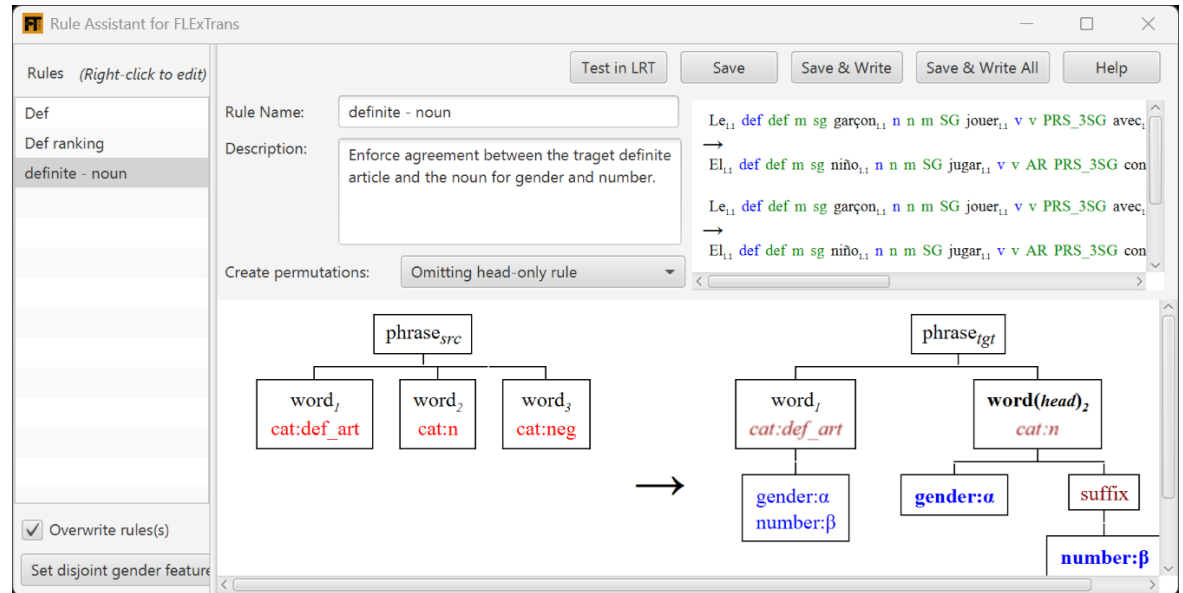 Rule Assistant for FLExTrans
Rules (Right-click to edit)
Def
Def ranking
definite - noun
Overwrite rules(s)
Set disjoint gender feature
Test in LRT
Save
Save & Write
Save & Write All
Help
Rule Name:
definite - noun
Description:
Enforce agreement between the traget definite
article and the noun for gender and number.
Create permutations:
Omitting head-only rule
Le1.1 def def m sg garçon1.1 n n m SG jouer1.1 v v PRS_3SG avec1
→
El1.1 def def m sg niño1.1 n n m SG jugar1.1 v v AR PRS_3SG con
Le1.1 def def m sg garçon1.1 n n m SG jouer1.1 v v PRS_3SG avec1
→
El1.1 def def m sg niño1.1 n n m SG jugar1.1 v v AR PRS_3SG con
phrasesrc
word1
cat:def_art
word2
cat:n
word3
cat:neg
→
phrasetgt
word1
cat:def_art
word(head)2
cat:n
gender:α
number:β
gender:α
suffix
number:β